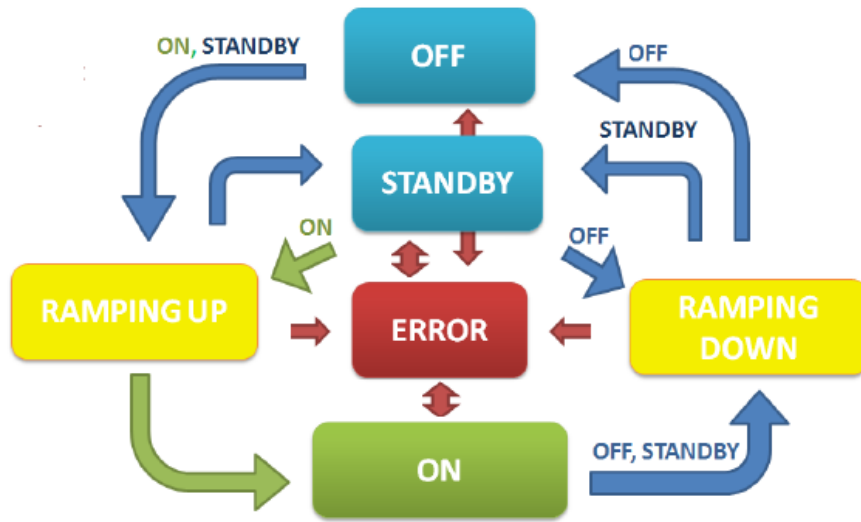 ON, STANDBY
OFF
OFF
STANDBY
STANDBY
ON
OFF
RAMPING UP
ERROR
RAMPING
DOWN
ON
OFF, STANDBY